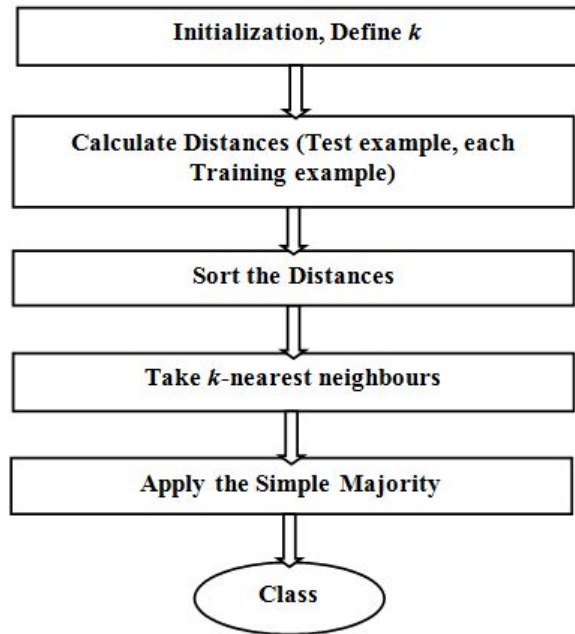 Initialization, Define k
Calculate Distances (Test example, each
Training example)
Sort the Distances
Take k-nearest neighbours
Apply the Simple Majority
Class